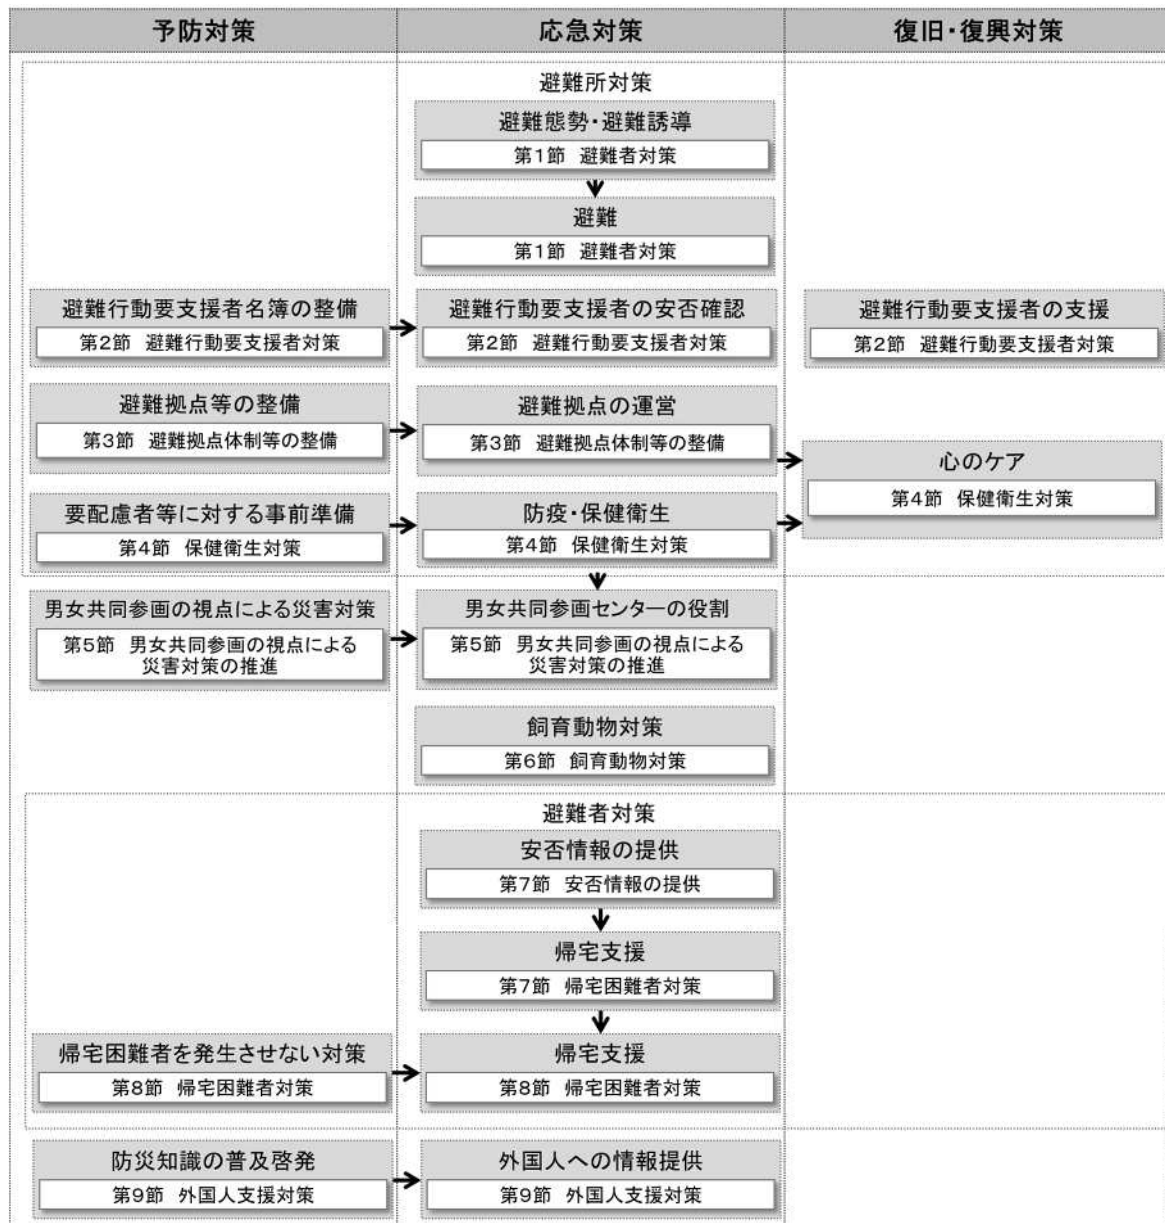 予防対策
応急対策
復旧・復興対策
避難所対策
避難態勢・避難誘導
第1節 避難者対策
避難
第1節 避難者対策
避難行動要支援者名簿の整備
第2節 避難行動要支援者対策
避難行動要支援者の安否確認
第2節 避難行動要支援者対策
避難行動要支援者の支援
第2節 避難行動要支援者対策
避難拠点等の整備
第3節 避難拠点体制等の整備
避難拠点の運営
第3節 避難拠点体制等の整備
心のケア
第4節 保健衛生対策
要配慮者等に対する事前準備
第4節 保健衛生対策
防疫・保健衛生
第4節 保健衛生対策
男女共同参画の視点による災害対策
第5節 男女共同参画の視点による
災害対策の推進
男女共同参画センターの役割
第5節 男女共同参画の視点による
災害対策の推進
飼育動物対策
第6節 飼育動物対策
避難者対策
安否情報の提供
第7節 安否情報の提供
帰宅支援
第7節 帰宅困難者対策
帰宅困難者を発生させない対策
第8節 帰宅困難者対策
帰宅支援
第8節 帰宅困難者対策
防災知識の普及啓発
第9節 外国人支援対策
外国人への情報提供
第9節 外国人支援対策